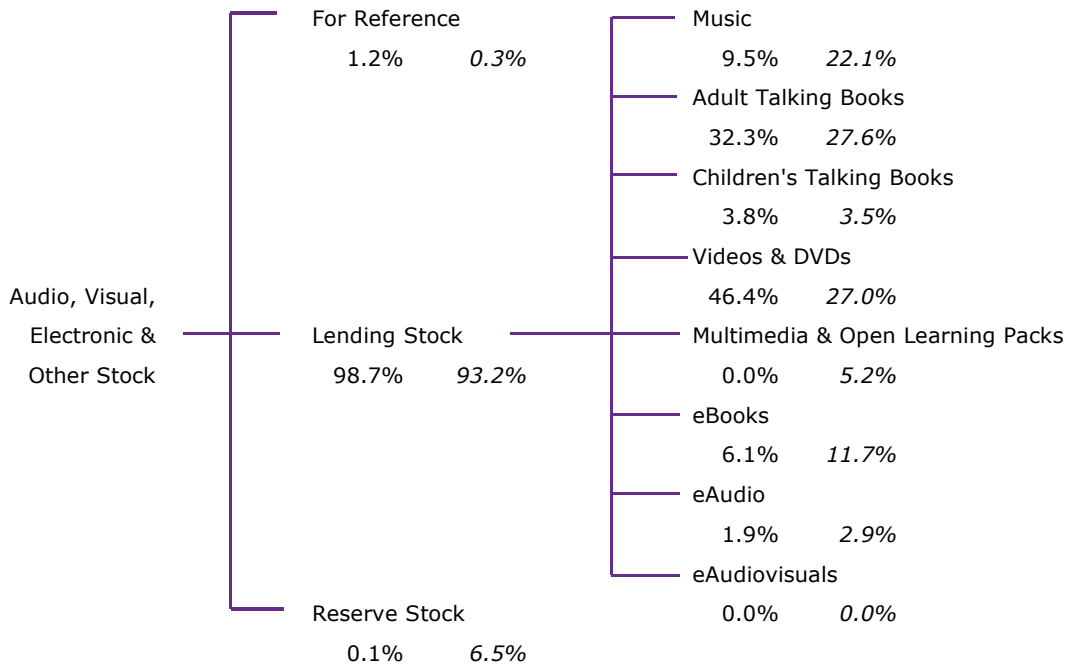 Audio, Visual,
Electronic &
Other Stock
For Reference
1.2% 0.3%
Lending Stock
98.7% 93.2%
Reserve Stock
0.1% 6.5%
Music
9.5% 22.1%
Adult Talking Books
32.3% 27.6%
Children's Talking Books
3.8% 3.5%
Videos & DVDs
46.4% 27.0%
Multimedia & Open Learning Packs
0.0% 5.2%
eBooks
6.1% 11.7%
eAudio
1.9% 2.9%
eAudiovisuals
0.0% 0.0%